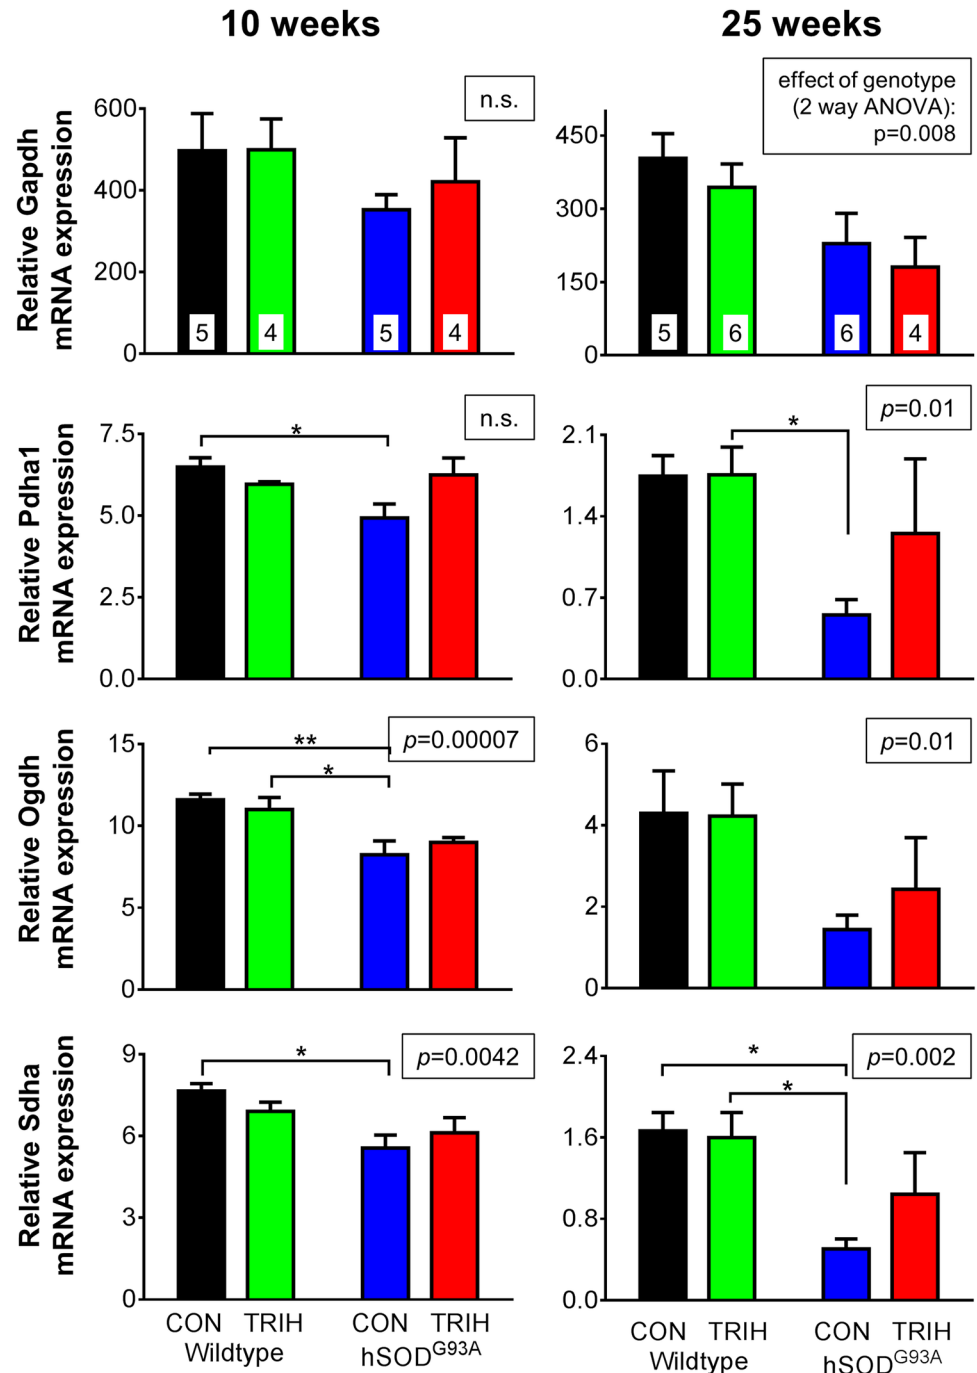 10 weeks
25 weeks
Relative Gapdh
mRNA expression
600
400
200
0
n.s.
5
4
5
4
450
300
150
0
effect of genotype
(2 way ANOVA):
p=0.008
5
6
6
4
Relative Pdha1
mRNA expression
7.5
5.0
2.5
0.0
*
n.s.
2.1
1.4
0.7
0.0
*
p=0.01
Relative Ogdh
mRNA expression
15
10
5
0
**
*
p=0.00007
6
4
2
0
p=0.01
Relative Sdha
mRNA expression
9
6
3
0
*
p=0.0042
2.4
1.6
0.8
0.0
*
*
p=0.002
CON TRIH CON TRIH
Wildtype hSOD^G93A
CON TRIH CON TRIH
Wildtype hSOD^G93A